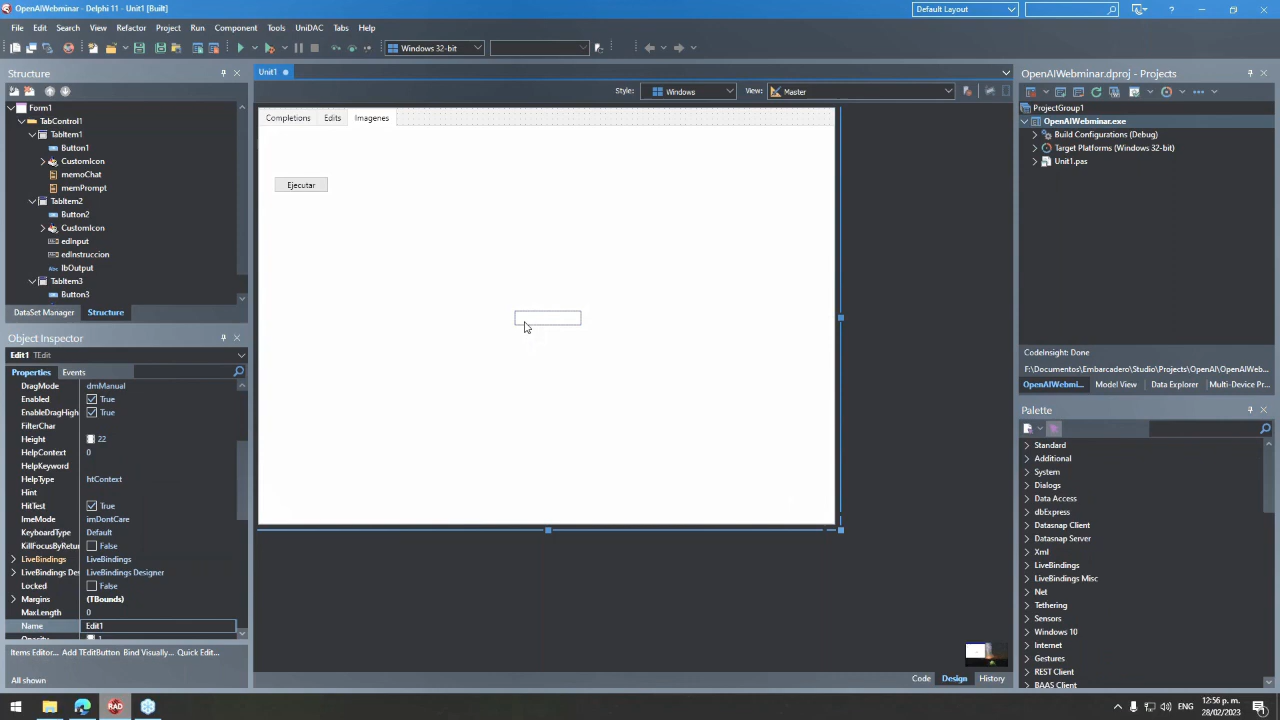 OpenAIWebminar - Delphi 11 - Unit1 [Built]
Default Layout
File Edit Search View Refactor Project Run Component Tools UniDAC Tabs Help
Windows 32-bit
Structure
Form1
TabControl1
TabItem1
Button1
CustomIcon
memoChat
memPrompt
TabItem2
Button2
CustomIcon
edInput
edInstruccion
lbOutput
TabItem3
Button3
DataSet Manager Structure
Object Inspector
Edit1 TEdit
Properties Events
DragMode dmManual
Enabled True
EnableDragHigh True
FilterChar
Height 22
HelpContext 0
HelpKeyword
HelpType htContext
Hint
HitTest True
ImeMode imDontCare
KeyboardType Default
KillFocusByRetu False
LiveBindings LiveBindings
LiveBindings De: LiveBindings Designer
Locked False
Margins (TBounds)
MaxLength 0
Name Edit1
Opacity 1
Items Editor... Add TEditButton Bind Visually... Quick Edit...
All shown
Unit1
Style: Windows View: Master
Completions Edits Imagenes
Ejecutar
Code Design History
OpenAIWebminar.dproj - Projects
ProjectGroup1
OpenAIWebminar.exe
Build Configurations (Debug)
Target Platforms (Windows 32-bit)
Unit1.pas
CodeInsight: Done
F:\Documentos\Embarcadero\Studio\Projects\OpenAI\OpenAIWeb...
OpenAIWebmi... Model View Data Explorer Multi-Device Pr...
Palette
Standard
Additional
System
Dialogs
Data Access
dbExpress
Datasnap Client
Datasnap Server
Xml
LiveBindings
LiveBindings Misc
Net
Tethering
Sensors
Windows 10
Internet
Gestures
REST Client
BAAS Client
RAD
ENG
12:56 p. m.
28/02/2023